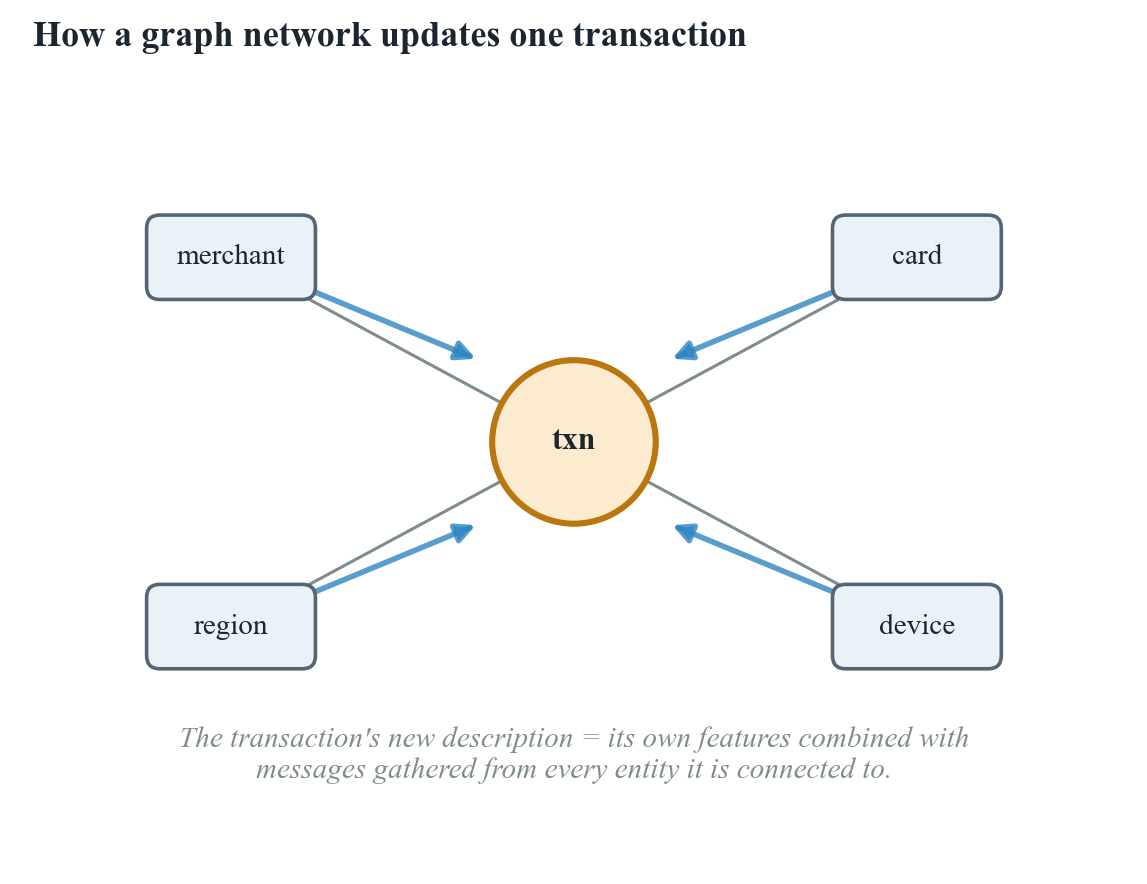 How a graph network updates one transaction
merchant
card
txn
region
device
The transaction's new description = its own features combined with
messages gathered from every entity it is connected to.